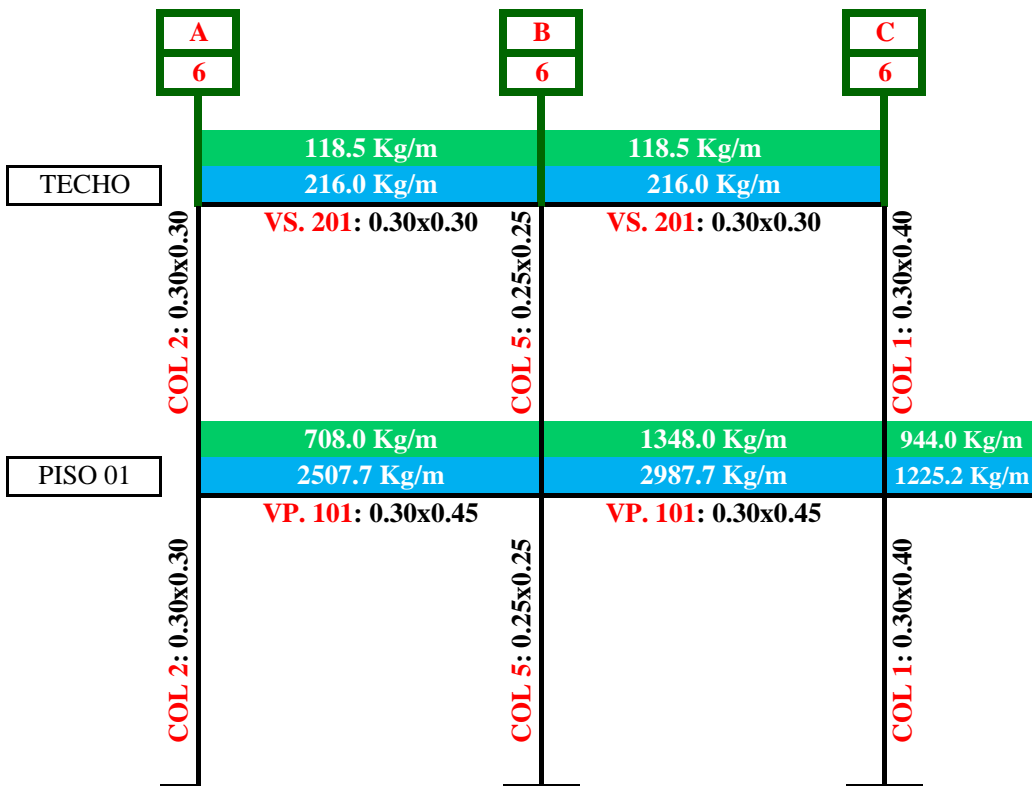 A
B
C
6
6
6
118.5 Kg/m
118.5 Kg/m
TECHO
216.0 Kg/m
216.0 Kg/m
VS. 201: 0.30x0.30
VS. 201: 0.30x0.30
COL 2: 0.30x0.30
COL 5: 0.25x0.25
COL 1: 0.30x0.40
708.0 Kg/m
1348.0 Kg/m
944.0 Kg/m
PISO 01
2507.7 Kg/m
2987.7 Kg/m
1225.2 Kg/m
VP. 101: 0.30x0.45
VP. 101: 0.30x0.45
COL 2: 0.30x0.30
COL 5: 0.25x0.25
COL 1: 0.30x0.40